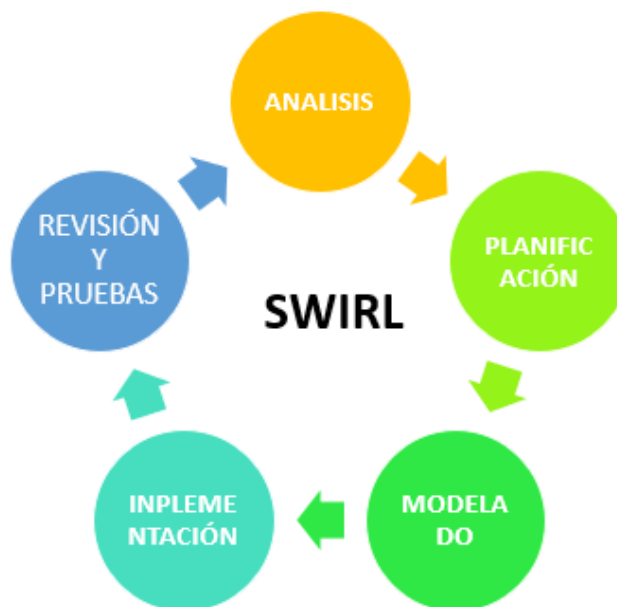 ANALISIS
PLANIFIC
ACIÓN
MODELA
DO
INPLEME
NTACIÓN
REVISIÓN
Y
PRUEBAS
SWIRL